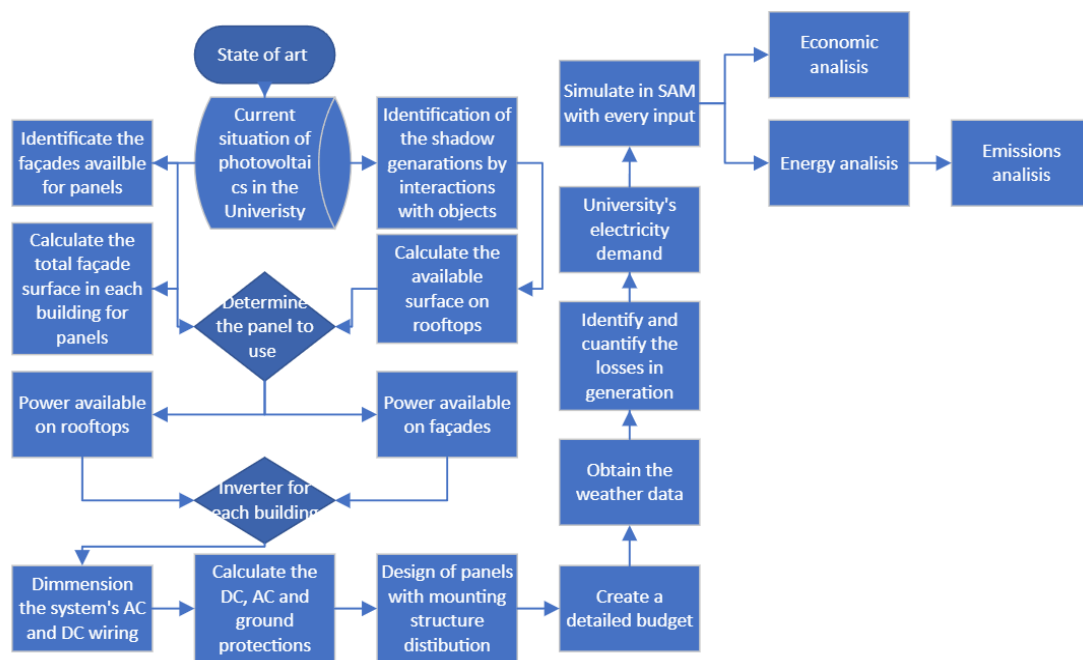 State of art
Current
situation of
photovoltai
cs in the
Univeristy
Identificate the
façades availble
for panels
Identification of
the shadow
genarations by
interactions
with objects
Calculate the
total façade
surface in each
building for
panels
Calculate the
available
surface on
rooftops
Determine
the panel to
use
Power available
on rooftops
Power available
on façades
Inverter for
each building
Dimmension
the system's AC
and DC wiring
Calculate the
DC, AC and
ground
protections
Design of panels
with mounting
structure
distibution
Create a
detailed budget
Obtain the
weather data
Identify and
cuantify the
losses in
generation
University's
electricity
demand
Simulate in SAM
with every input
Economic
analisis
Energy analisis
Emissions
analisis